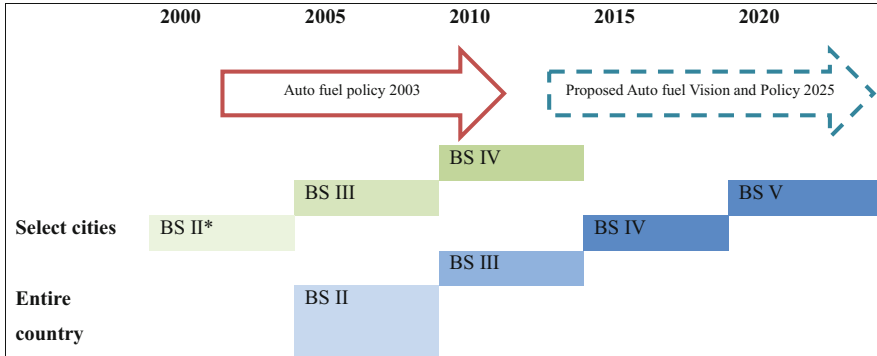 2000 2005 2010 2015 2020
Auto fuel policy 2003 Proposed Auto fuel Vision and Policy 2025
BS IV
BS III BS V
Select cities BS II* BS IV
BS III
Entire BS II
country